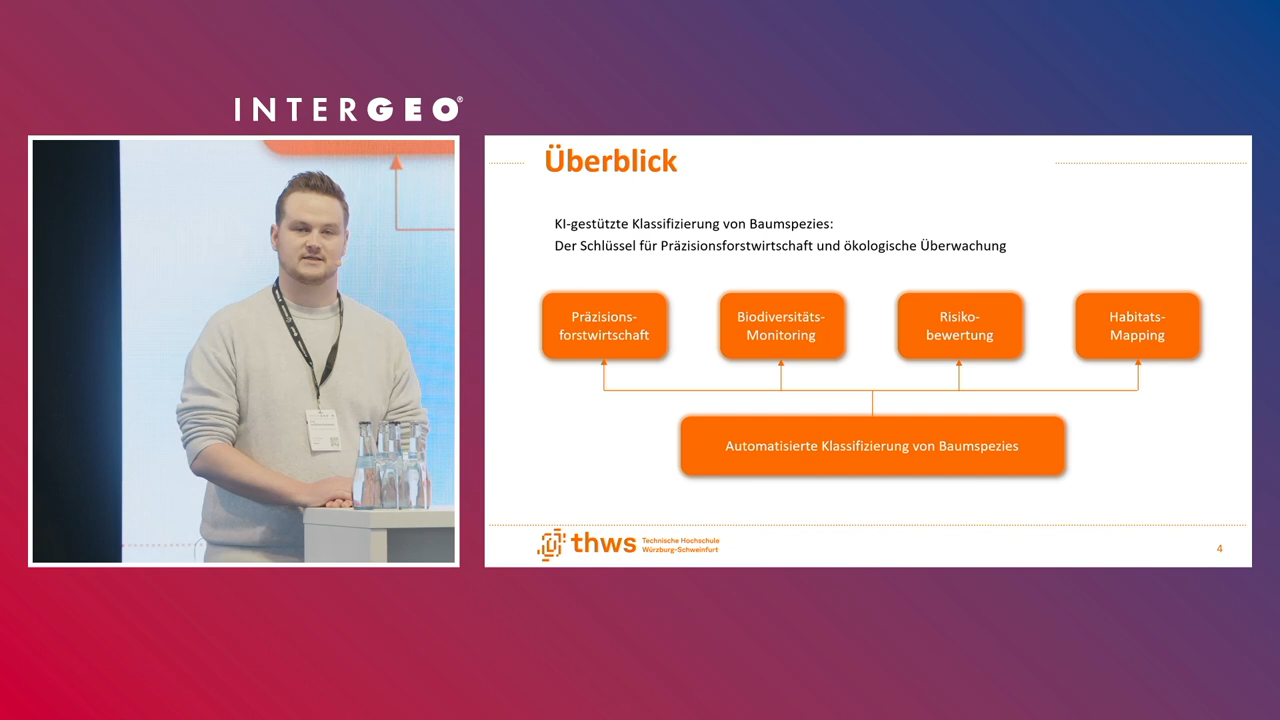 INTERGEO®
Überblick
KI-gestützte Klassifizierung von Baumspezies:
Der Schlüssel für Präzisionsforstwirtschaft und ökologische Überwachung
Präzisions-
forstwirtschaft
Biodiversitäts-
Monitoring
Risiko-
bewertung
Habitats-
Mapping
Automatisierte Klassifizierung von Baumspezies
thws
Technische Hochschule
Würzburg-Schweinfurt
4